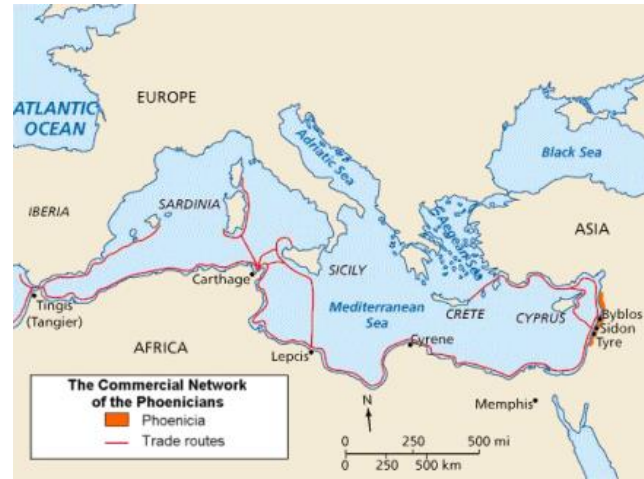 EUROPE
ATLANTIC
OCEAN
Adriatic Sea
Black Sea
IBERIA
SARDINIA
Aegean Sea
ASIA
SICILY
Carthage
Tingis
(Tangier)
Mediterranean
Sea
CRETE
CYPRUS
Byblos
Sidon
Tyre
AFRICA
Lepcis
Cyrene
Memphis
The Commercial Network
of the Phoenicians
Phoenicia
Trade routes
N
0 250 500 mi
0 250 500 km